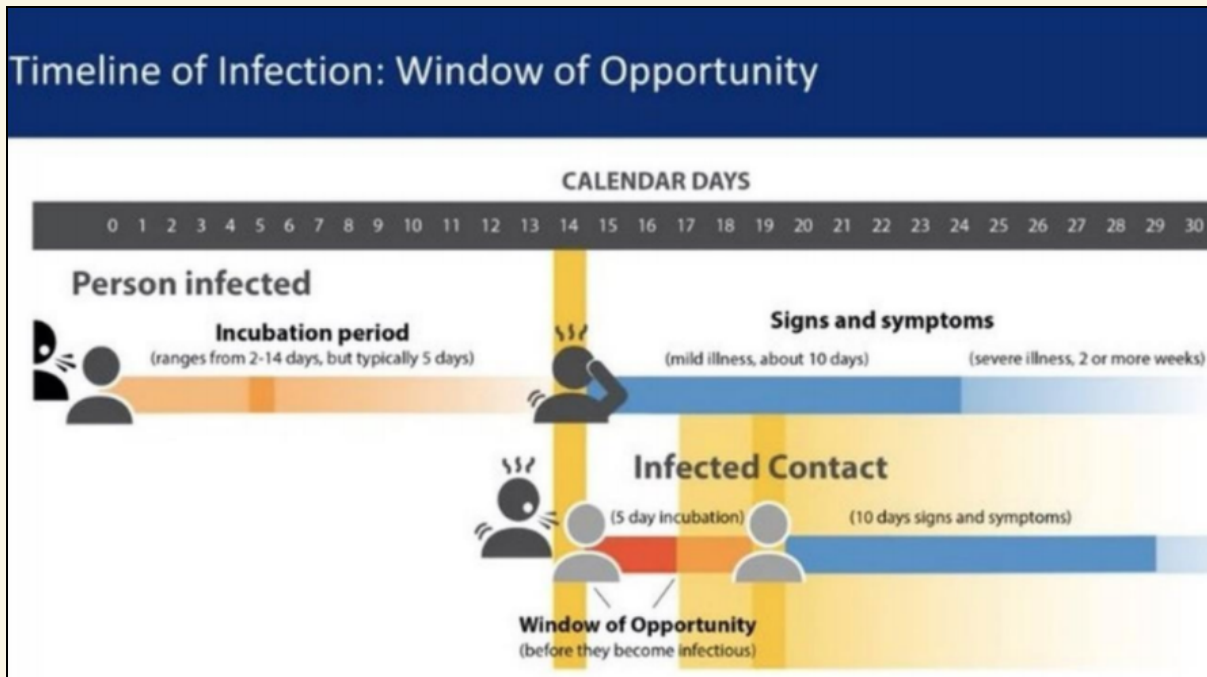 Timeline of Infection: Window of Opportunity
CALENDAR DAYS
0 1 2 3 4 5 6 7 8 9 10 11 12 13 14 15 16 17 18 19 20 21 22 23 24 25 26 27 28 29 30
Person infected
Incubation period
(ranges from 2-14 days, but typically 5 days)
Signs and symptoms
(mild illness, about 10 days) (severe illness, 2 or more weeks)
Infected Contact
(5 day incubation) (10 days signs and symptoms)
Window of Opportunity
(before they become infectious)